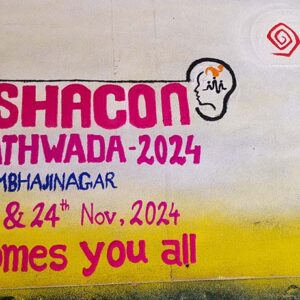 SHACON
ATHWADA-2024
MBHAJINAGAR
& 24th Nov, 2024
omes you all